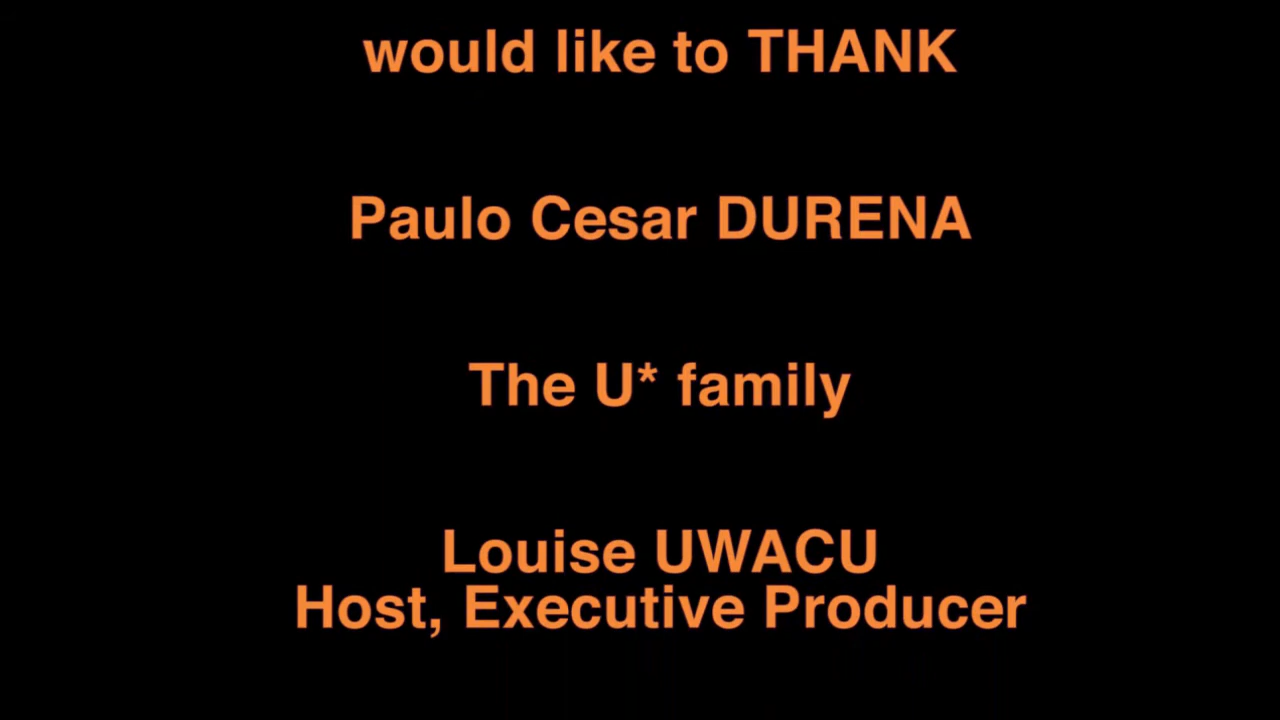 would like to THANK
Paulo Cesar DURENA
The U* family
Louise UWACU
Host, Executive Producer